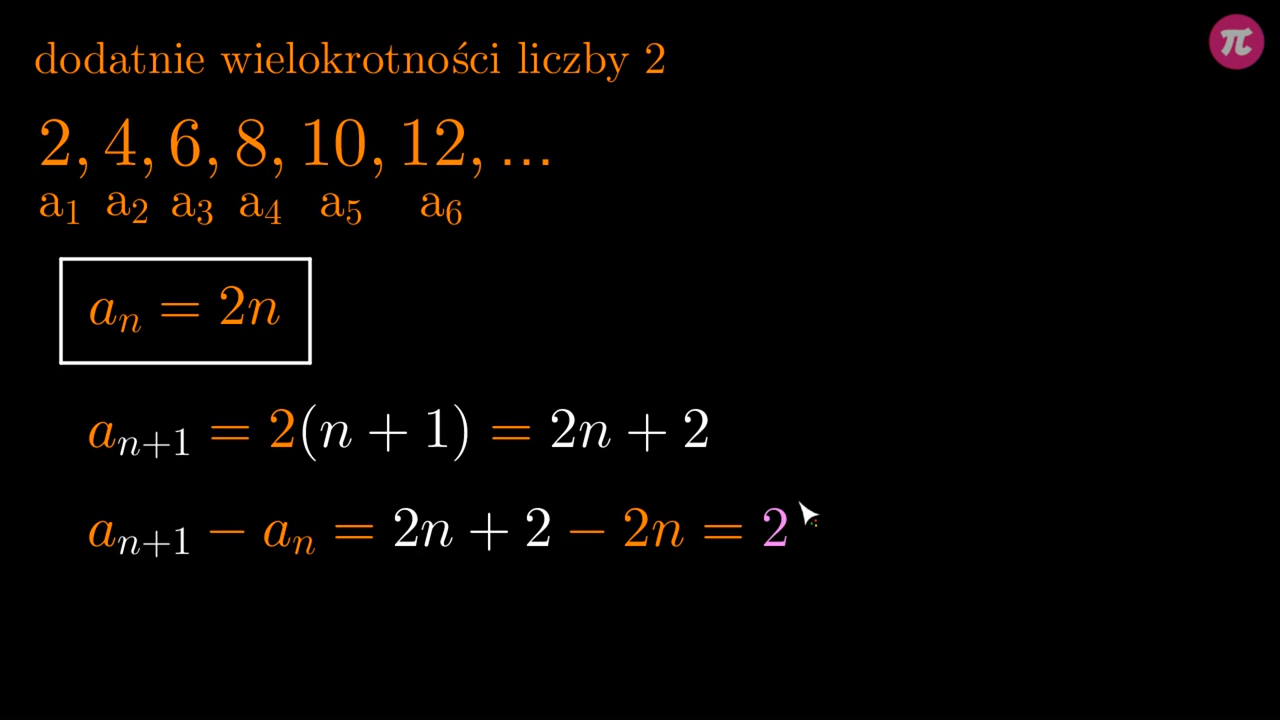 dodatnie wielokrotności liczby 2
2, 4, 6, 8, 10, 12, ...
a₁ a₂ a₃ a₄ a₅ a₆
aₙ = 2n
aₙ₊₁ = 2(n + 1) = 2n + 2
aₙ₊₁ − aₙ = 2n + 2 − 2n = 2
π